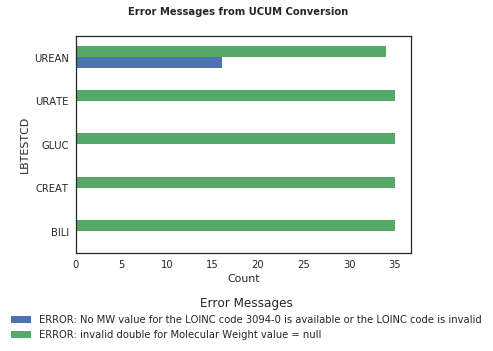 Error Messages from UCUM Conversion
UREAN
URATE
GLUC
CREAT
BILI
LBTESTCD
0 5 10 15 20 25 30 35
Count
Error Messages
ERROR: No MW value for the LOINC code 3094-0 is available or the LOINC code is invalid
ERROR: invalid double for Molecular Weight value = null